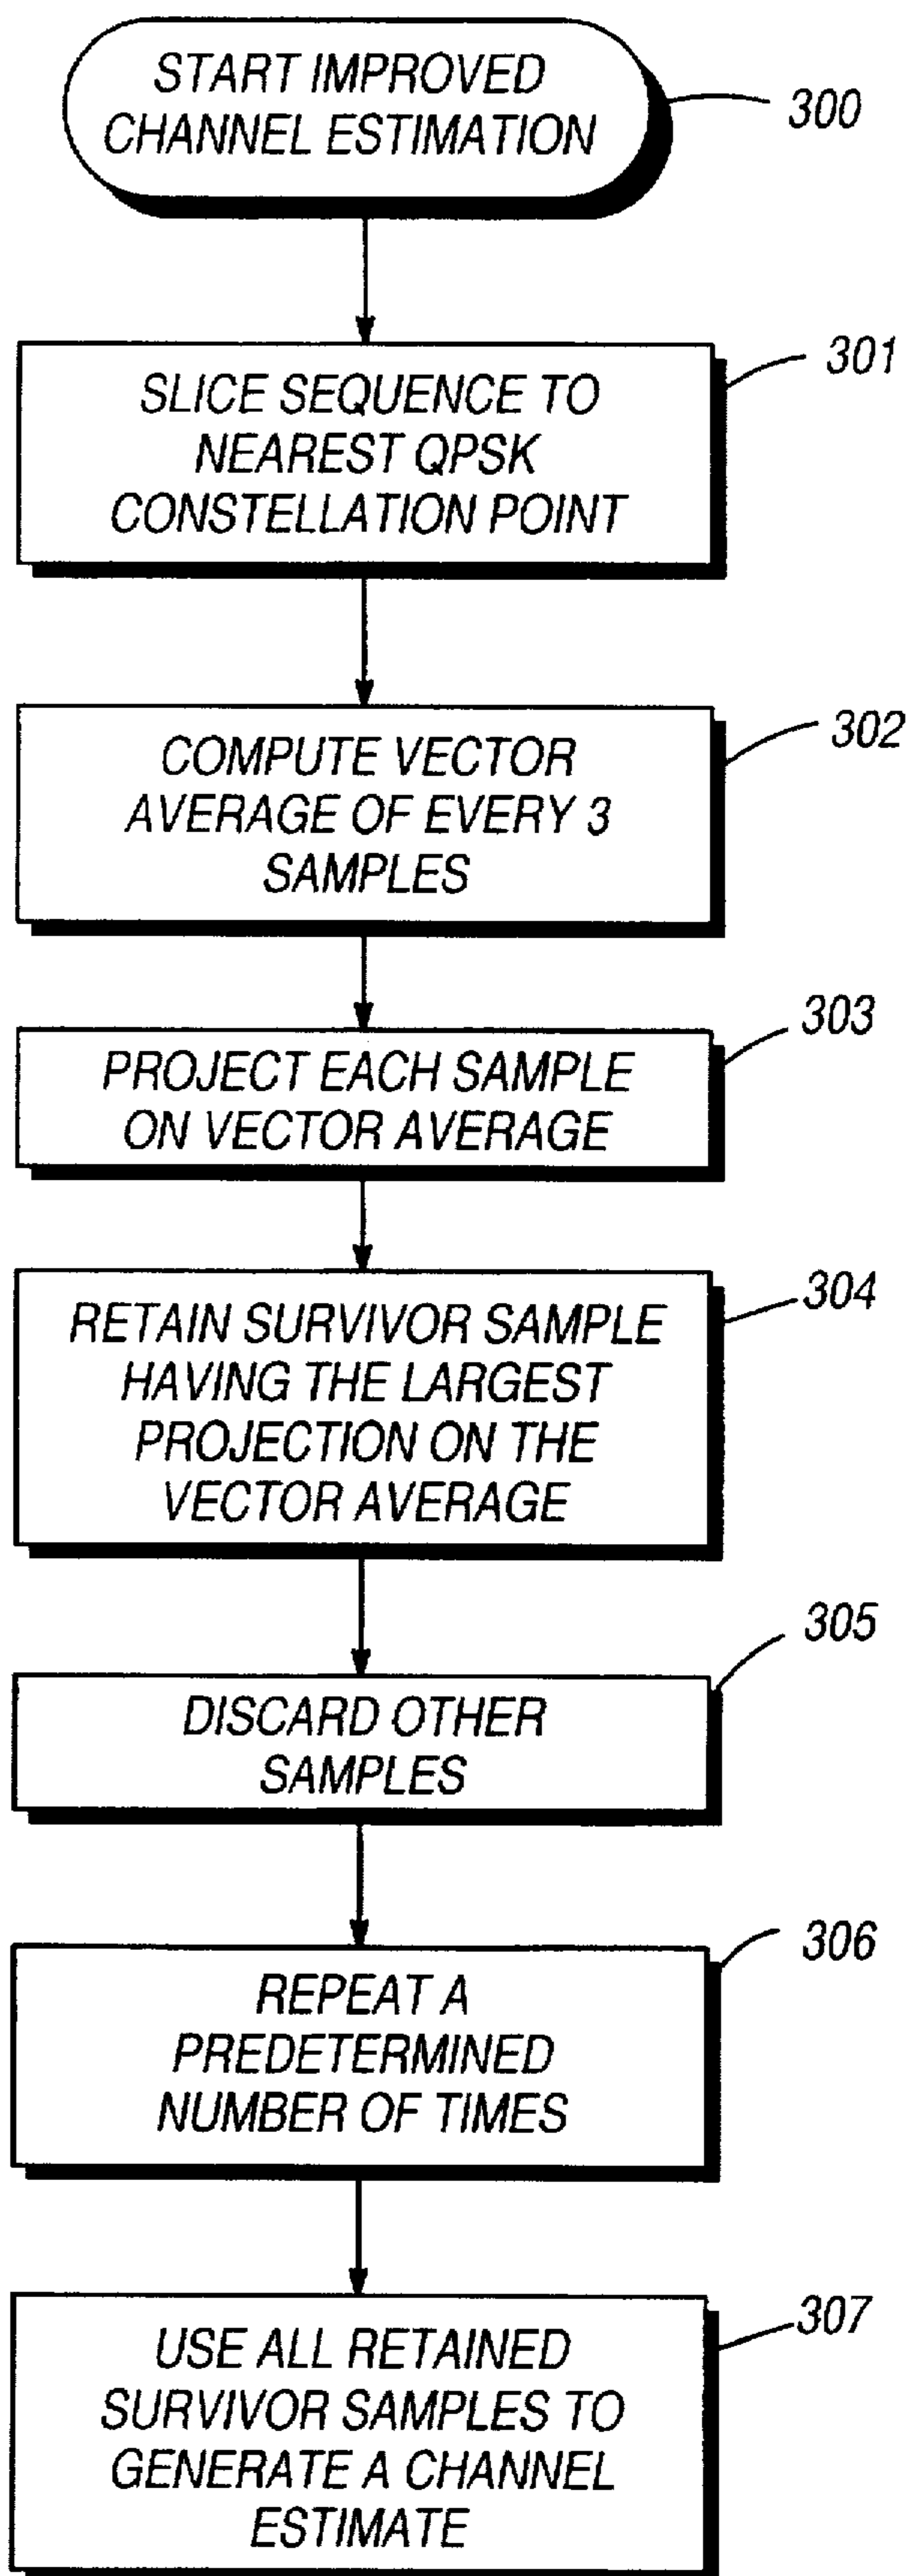 START IMPROVED
CHANNEL ESTIMATION
300
SLICE SEQUENCE TO
NEAREST QPSK
CONSTELLATION POINT
301
COMPUTE VECTOR
AVERAGE OF EVERY 3
SAMPLES
302
PROJECT EACH SAMPLE
ON VECTOR AVERAGE
303
RETAIN SURVIVOR SAMPLE
HAVING THE LARGEST
PROJECTION ON THE
VECTOR AVERAGE
304
DISCARD OTHER
SAMPLES
305
REPEAT A
PREDETERMINED
NUMBER OF TIMES
306
USE ALL RETAINED
SURVIVOR SAMPLES TO
GENERATE A CHANNEL
ESTIMATE
307